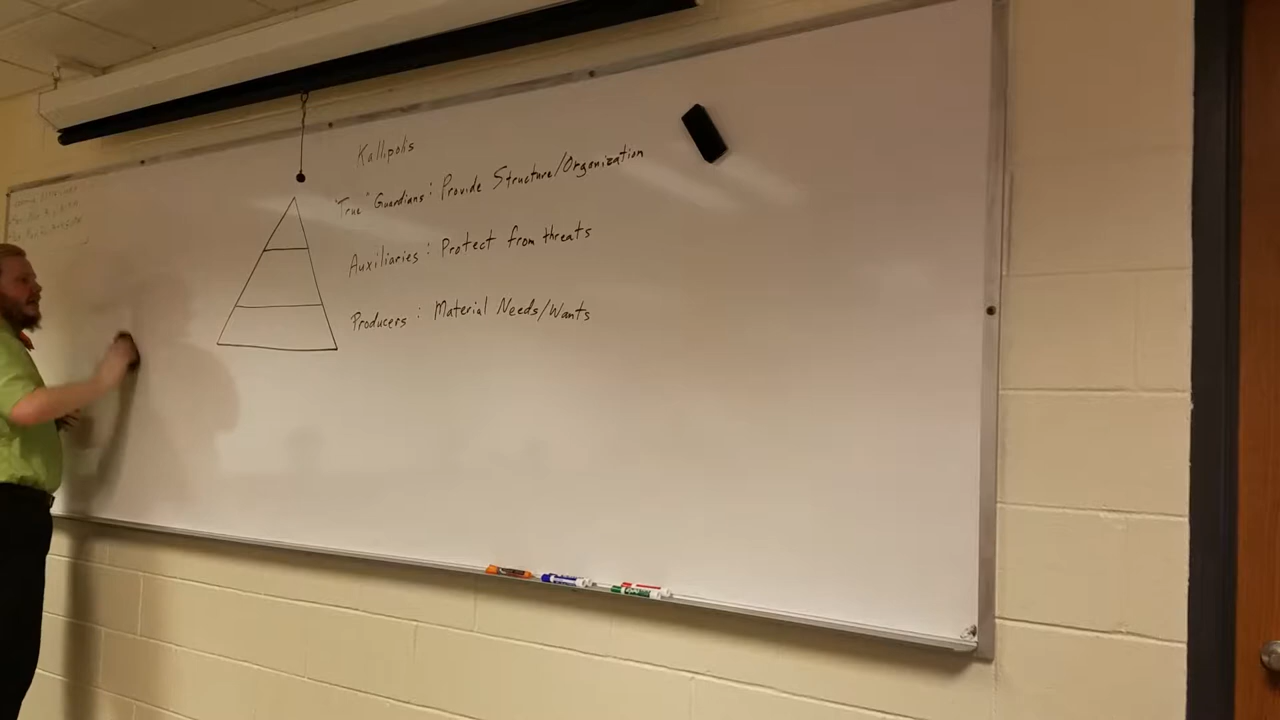 Kallipolis
"True" Guardians: Provide Structure/Organization
Auxiliaries: Protect from threats
Producers: Material Needs/Wants